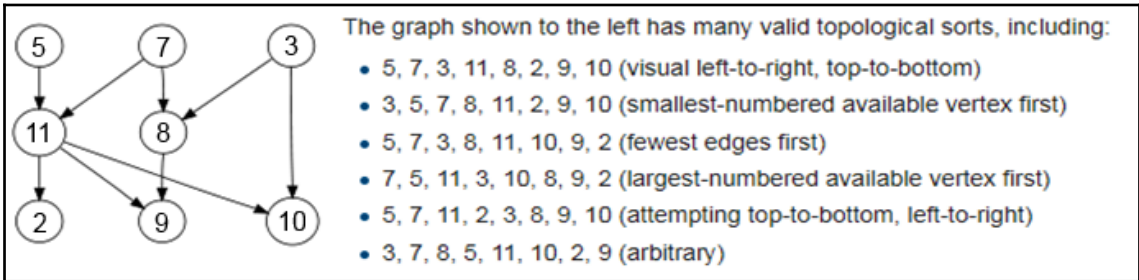 5 7 3
11 8
2 9 10
The graph shown to the left has many valid topological sorts, including:
• 5, 7, 3, 11, 8, 2, 9, 10 (visual left-to-right, top-to-bottom)
• 3, 5, 7, 8, 11, 2, 9, 10 (smallest-numbered available vertex first)
• 5, 7, 3, 8, 11, 10, 9, 2 (fewest edges first)
• 7, 5, 11, 3, 10, 8, 9, 2 (largest-numbered available vertex first)
• 5, 7, 11, 2, 3, 8, 9, 10 (attempting top-to-bottom, left-to-right)
• 3, 7, 8, 5, 11, 10, 2, 9 (arbitrary)